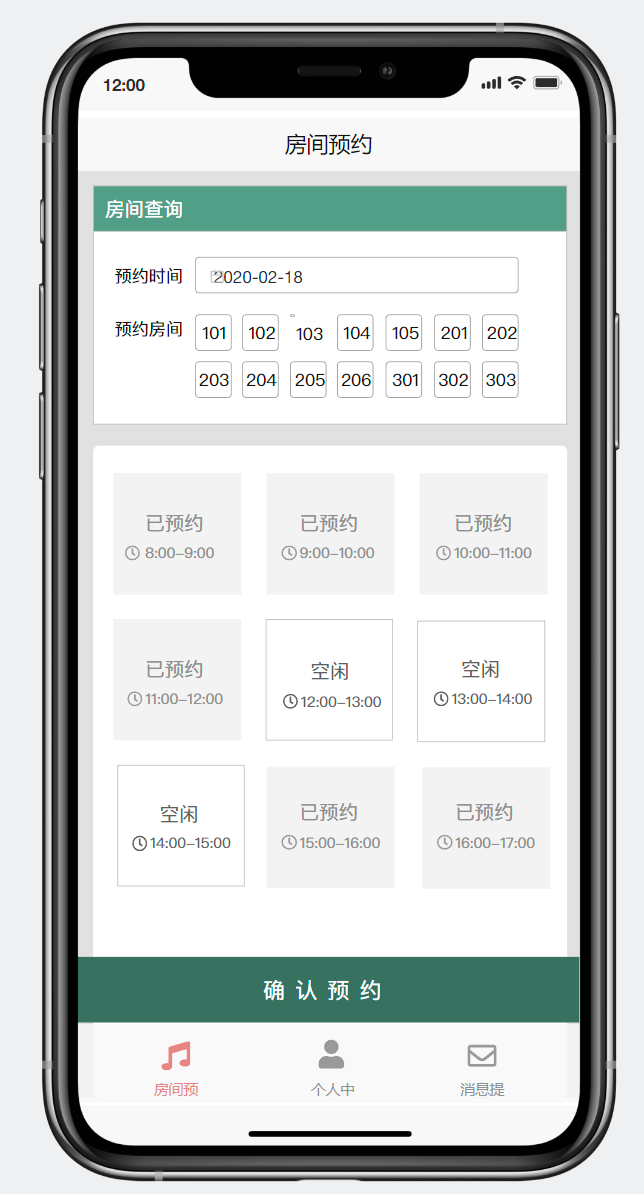 12:00
房间预约
房间查询
预约时间 2020-02-18
预约房间 101 102 103 104 105 201 202
203 204 205 206 301 302 303
已预约 已预约 已预约
8:00–9:00 9:00–10:00 10:00–11:00
已预约 空闲 空闲
11:00–12:00 12:00–13:00 13:00–14:00
空闲 已预约 已预约
14:00–15:00 15:00–16:00 16:00–17:00
确认预约
房间预 个人中 消息提